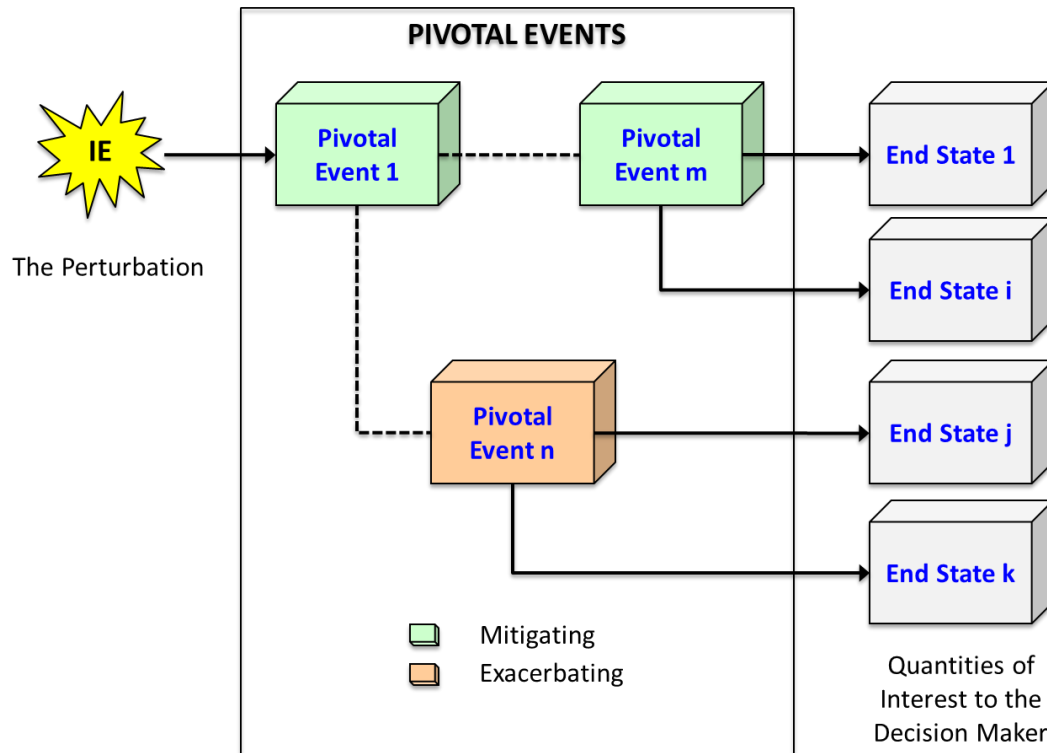 PIVOTAL EVENTS
IE
The Perturbation
Pivotal
Event 1
Pivotal
Event m
End State 1
End State i
Pivotal
Event n
End State j
End State k
Mitigating
Exacerbating
Quantities of
Interest to the
Decision Maker